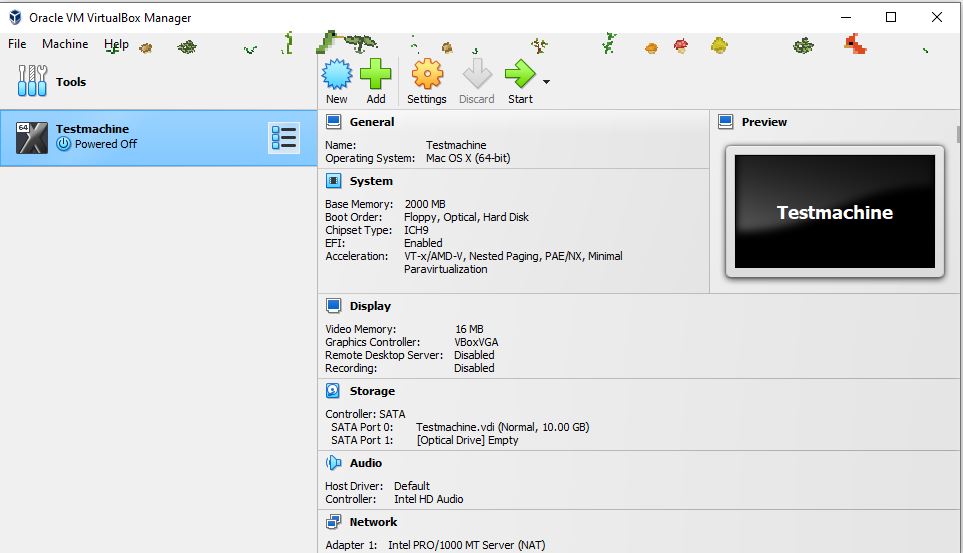 Oracle VM VirtualBox Manager
File Machine Help
Tools
New Add Settings Discard Start
64 Testmachine
Powered Off
General
Name: Testmachine
Operating System: Mac OS X (64-bit)
System
Base Memory: 2000 MB
Boot Order: Floppy, Optical, Hard Disk
Chipset Type: ICH9
EFI: Enabled
Acceleration: VT-x/AMD-V, Nested Paging, PAE/NX, Minimal
Paravirtualization
Preview
Testmachine
Display
Video Memory: 16 MB
Graphics Controller: VBoxVGA
Remote Desktop Server: Disabled
Recording: Disabled
Storage
Controller: SATA
SATA Port 0: Testmachine.vdi (Normal, 10.00 GB)
SATA Port 1: [Optical Drive] Empty
Audio
Host Driver: Default
Controller: Intel HD Audio
Network
Adapter 1: Intel PRO/1000 MT Server (NAT)